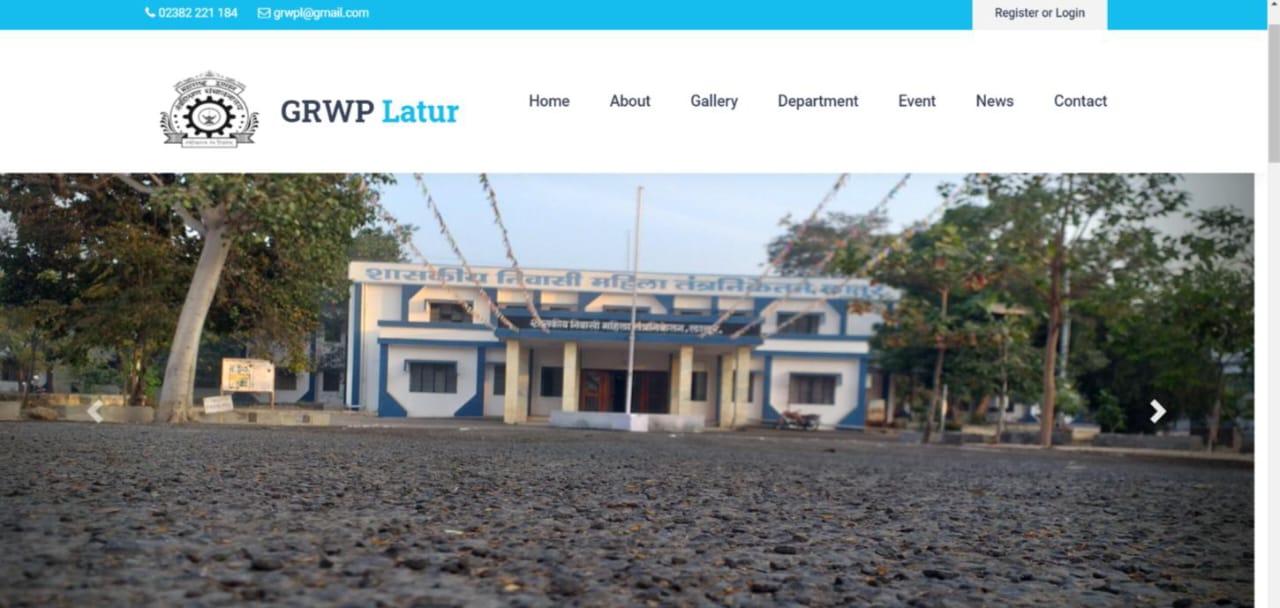 02382 221 184 grwpl@gmail.com Register or Login
GRWP Latur
Home About Gallery Department Event News Contact
शासकीय निवासी महिला तंत्रनिकेतन, लातूर
शासकीय निवासी महिला तंत्रनिकेतन, लातूर.